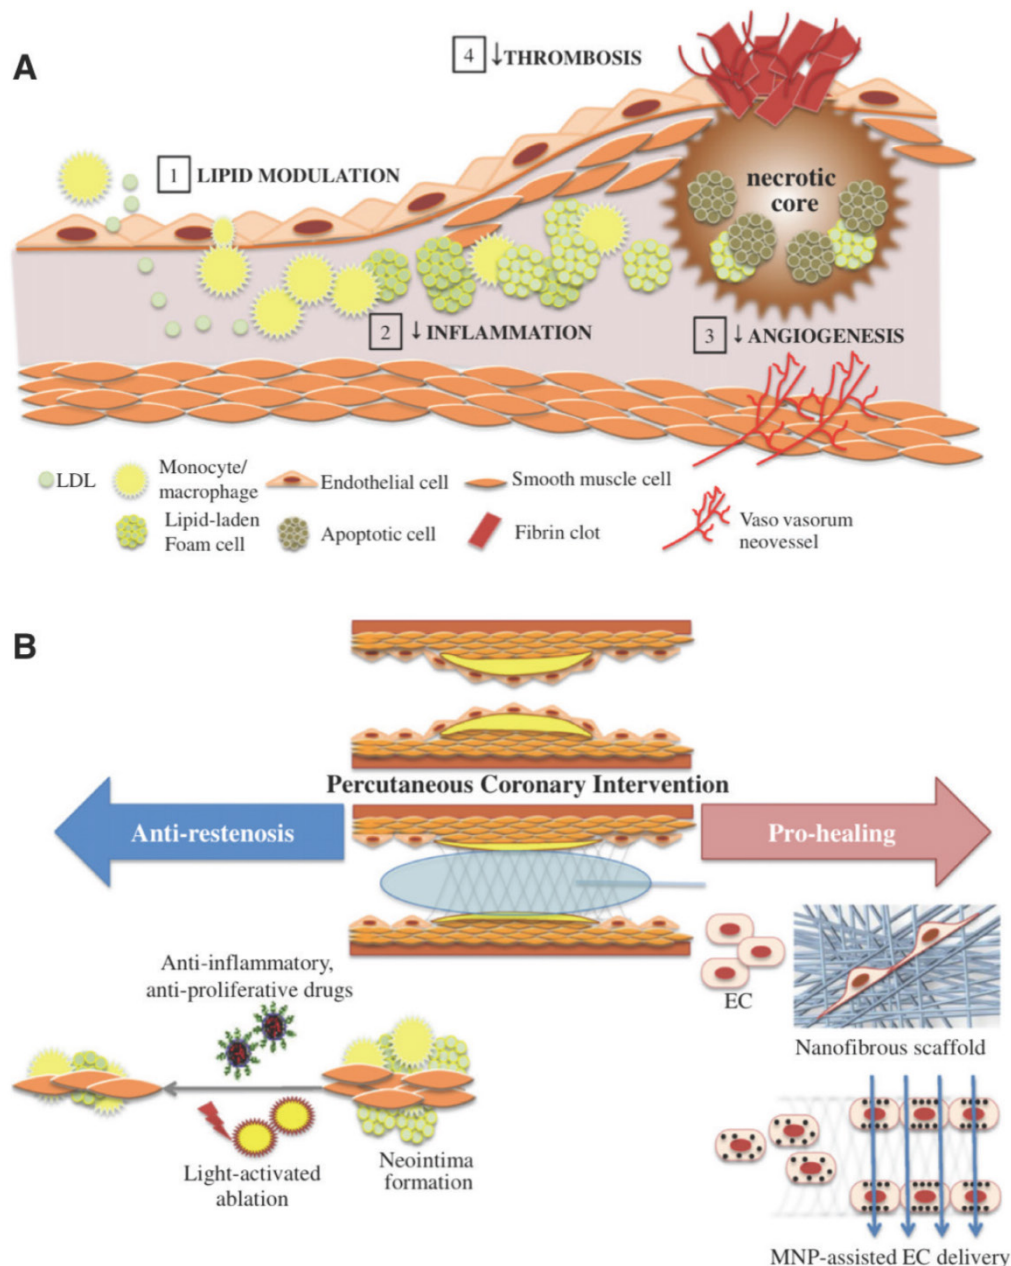 A
4 ↓THROMBOSIS
1 LIPID MODULATION
necrotic
core
2 ↓ INFLAMMATION
3 ↓ ANGIOGENESIS
LDL
Monocyte/
macrophage
Endothelial cell
Smooth muscle cell
Lipid-laden
Foam cell
Apoptotic cell
Fibrin clot
Vaso vasorum
neovessel
B
Percutaneous Coronary Intervention
Anti-restenosis
Pro-healing
Anti-inflammatory,
anti-proliferative drugs
EC
Nanofibrous scaffold
Light-activated
ablation
Neointima
formation
MNP-assisted EC delivery